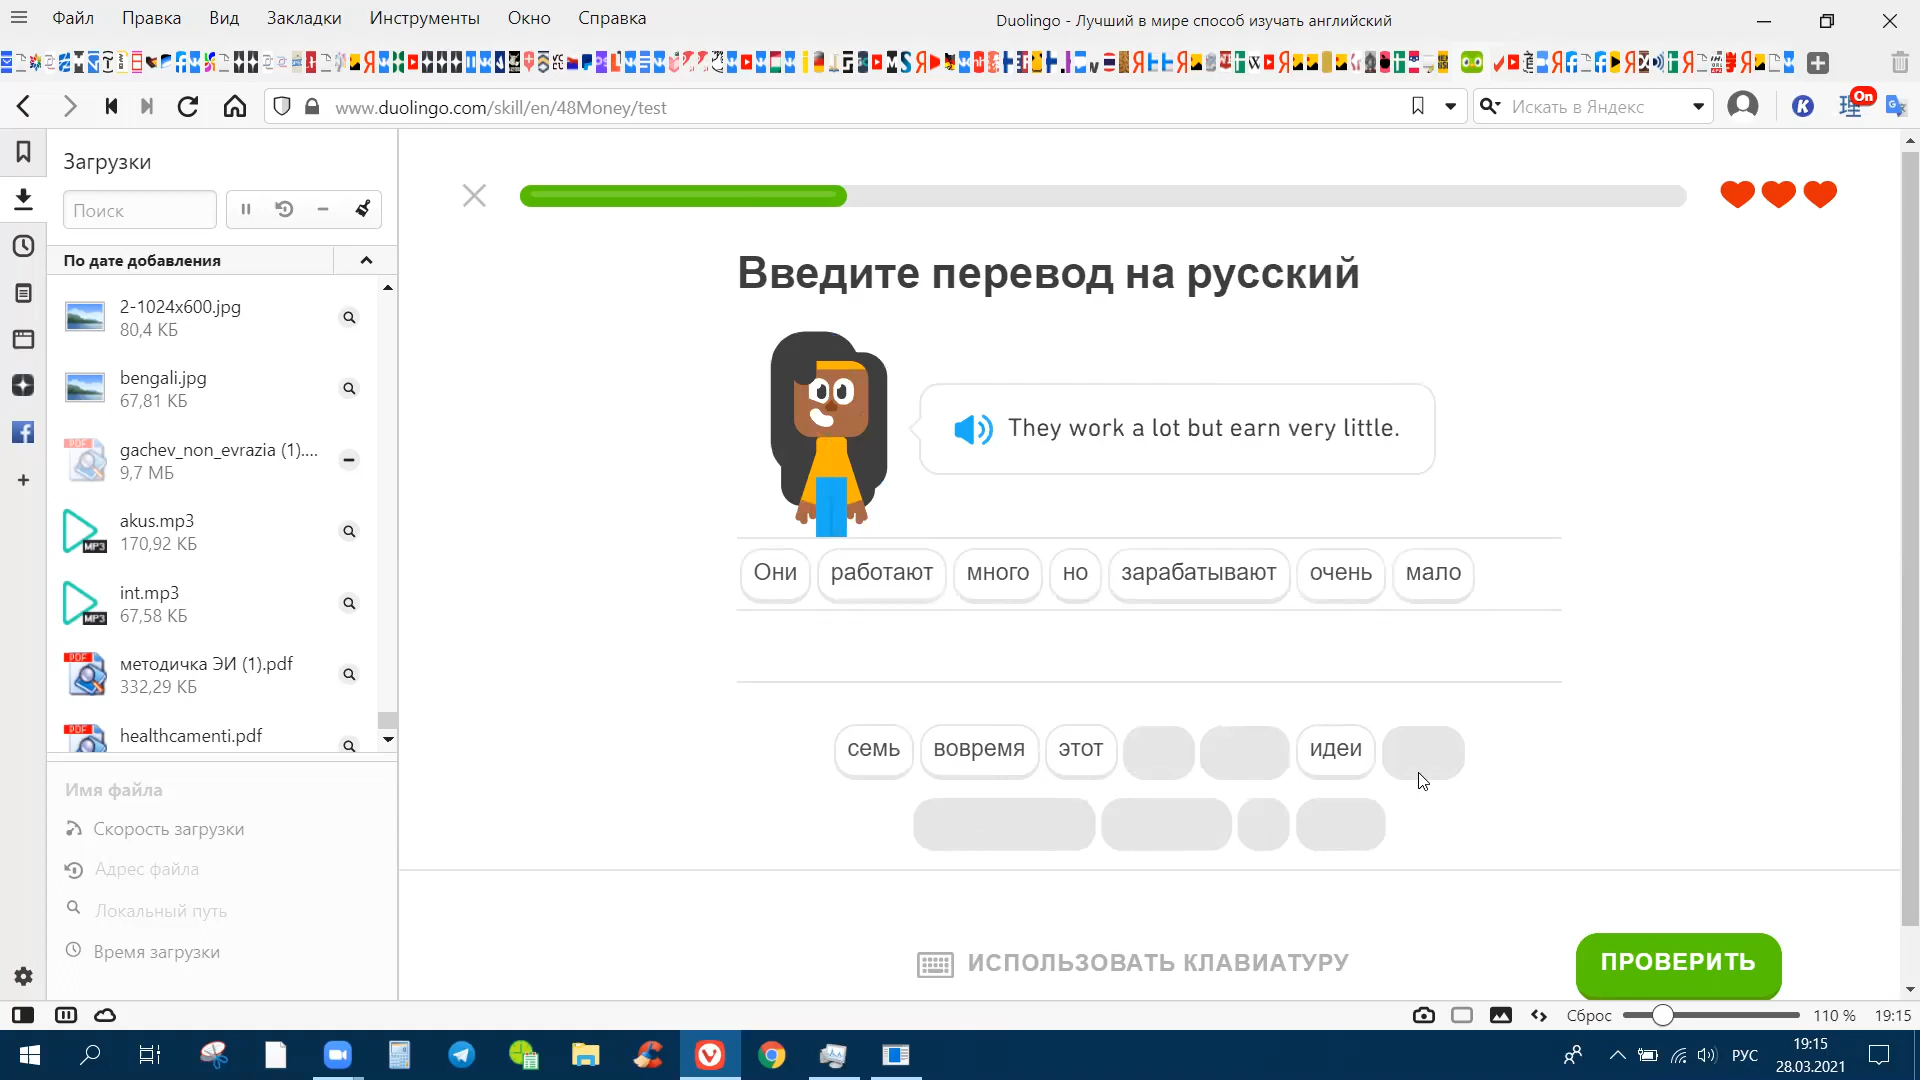 Файл Правка Вид Закладки Инструменты Окно Справка Duolingo - Лучший в мире способ изучать английский
www.duolingo.com/skill/en/48Money/test Искать в Яндекс On
Загрузки
Поиск
По дате добавления
2-1024x600.jpg
80,4 КБ
bengali.jpg
67,81 КБ
gachev_non_evrazia (1)....
9,7 МБ
akus.mp3
170,92 КБ
int.mp3
67,58 КБ
методичка ЭИ (1).pdf
332,29 КБ
healthcamenti.pdf
Имя файла
Скорость загрузки
Адрес файла
Локальный путь
Время загрузки
Введите перевод на русский
They work a lot but earn very little.
Они работают много но зарабатывают очень мало
семь вовремя этот идеи
ИСПОЛЬЗОВАТЬ КЛАВИАТУРУ
ПРОВЕРИТЬ
Сброс 110 % 19:15
РУС
19:15
28.03.2021